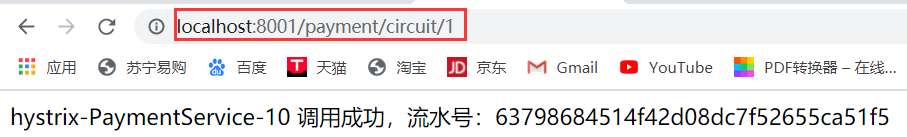 localhost:8001/payment/circuit/1
应用 苏宁易购 百度 T 天猫 淘宝 JD 京东 Gmail YouTube PDF转换器 – 在线...
hystrix-PaymentService-10 调用成功，流水号：63798684514f42d08dc7f52655ca51f5